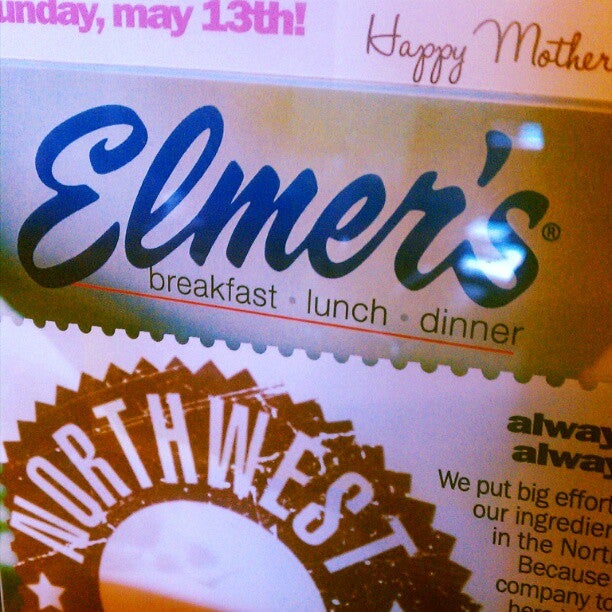 unday, may 13th!
Happy Mother
Elmer's®
breakfast • lunch • dinner
NORTHWEST
alway
alway
We put big effort
our ingredien
in the Nort
Because
company to